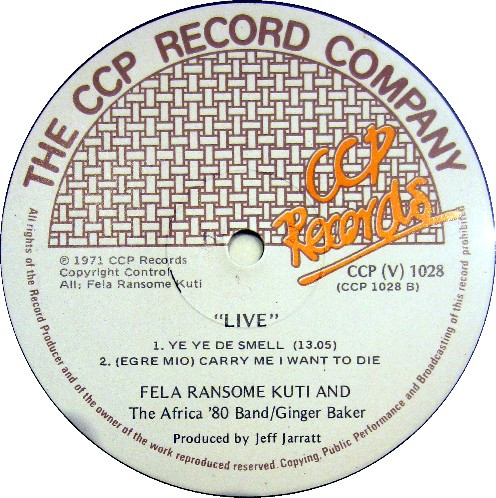 THE CCP RECORD COMPANY
CCP
Records
℗ 1971 CCP Records
Copyright Control
All; Fela Ransome Kuti
CCP (V) 1028
(CCP 1028 B)
"LIVE"
1. YE YE DE SMELL (13.05)
2. (EGRE MIO) CARRY ME I WANT TO DIE
FELA RANSOME KUTI AND
The Africa '80 Band/Ginger Baker
Produced by Jeff Jarratt
All rights of the Record Producer and of the owner of the work reproduced reserved. Copying, Public Performance and Broadcasting of this record prohibited